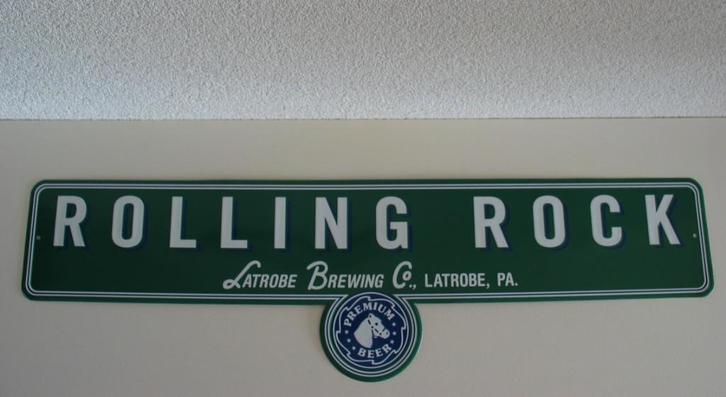 ROLLING ROCK
LATROBE BREWING CO., LATROBE, PA.
PREMIUM
BEER